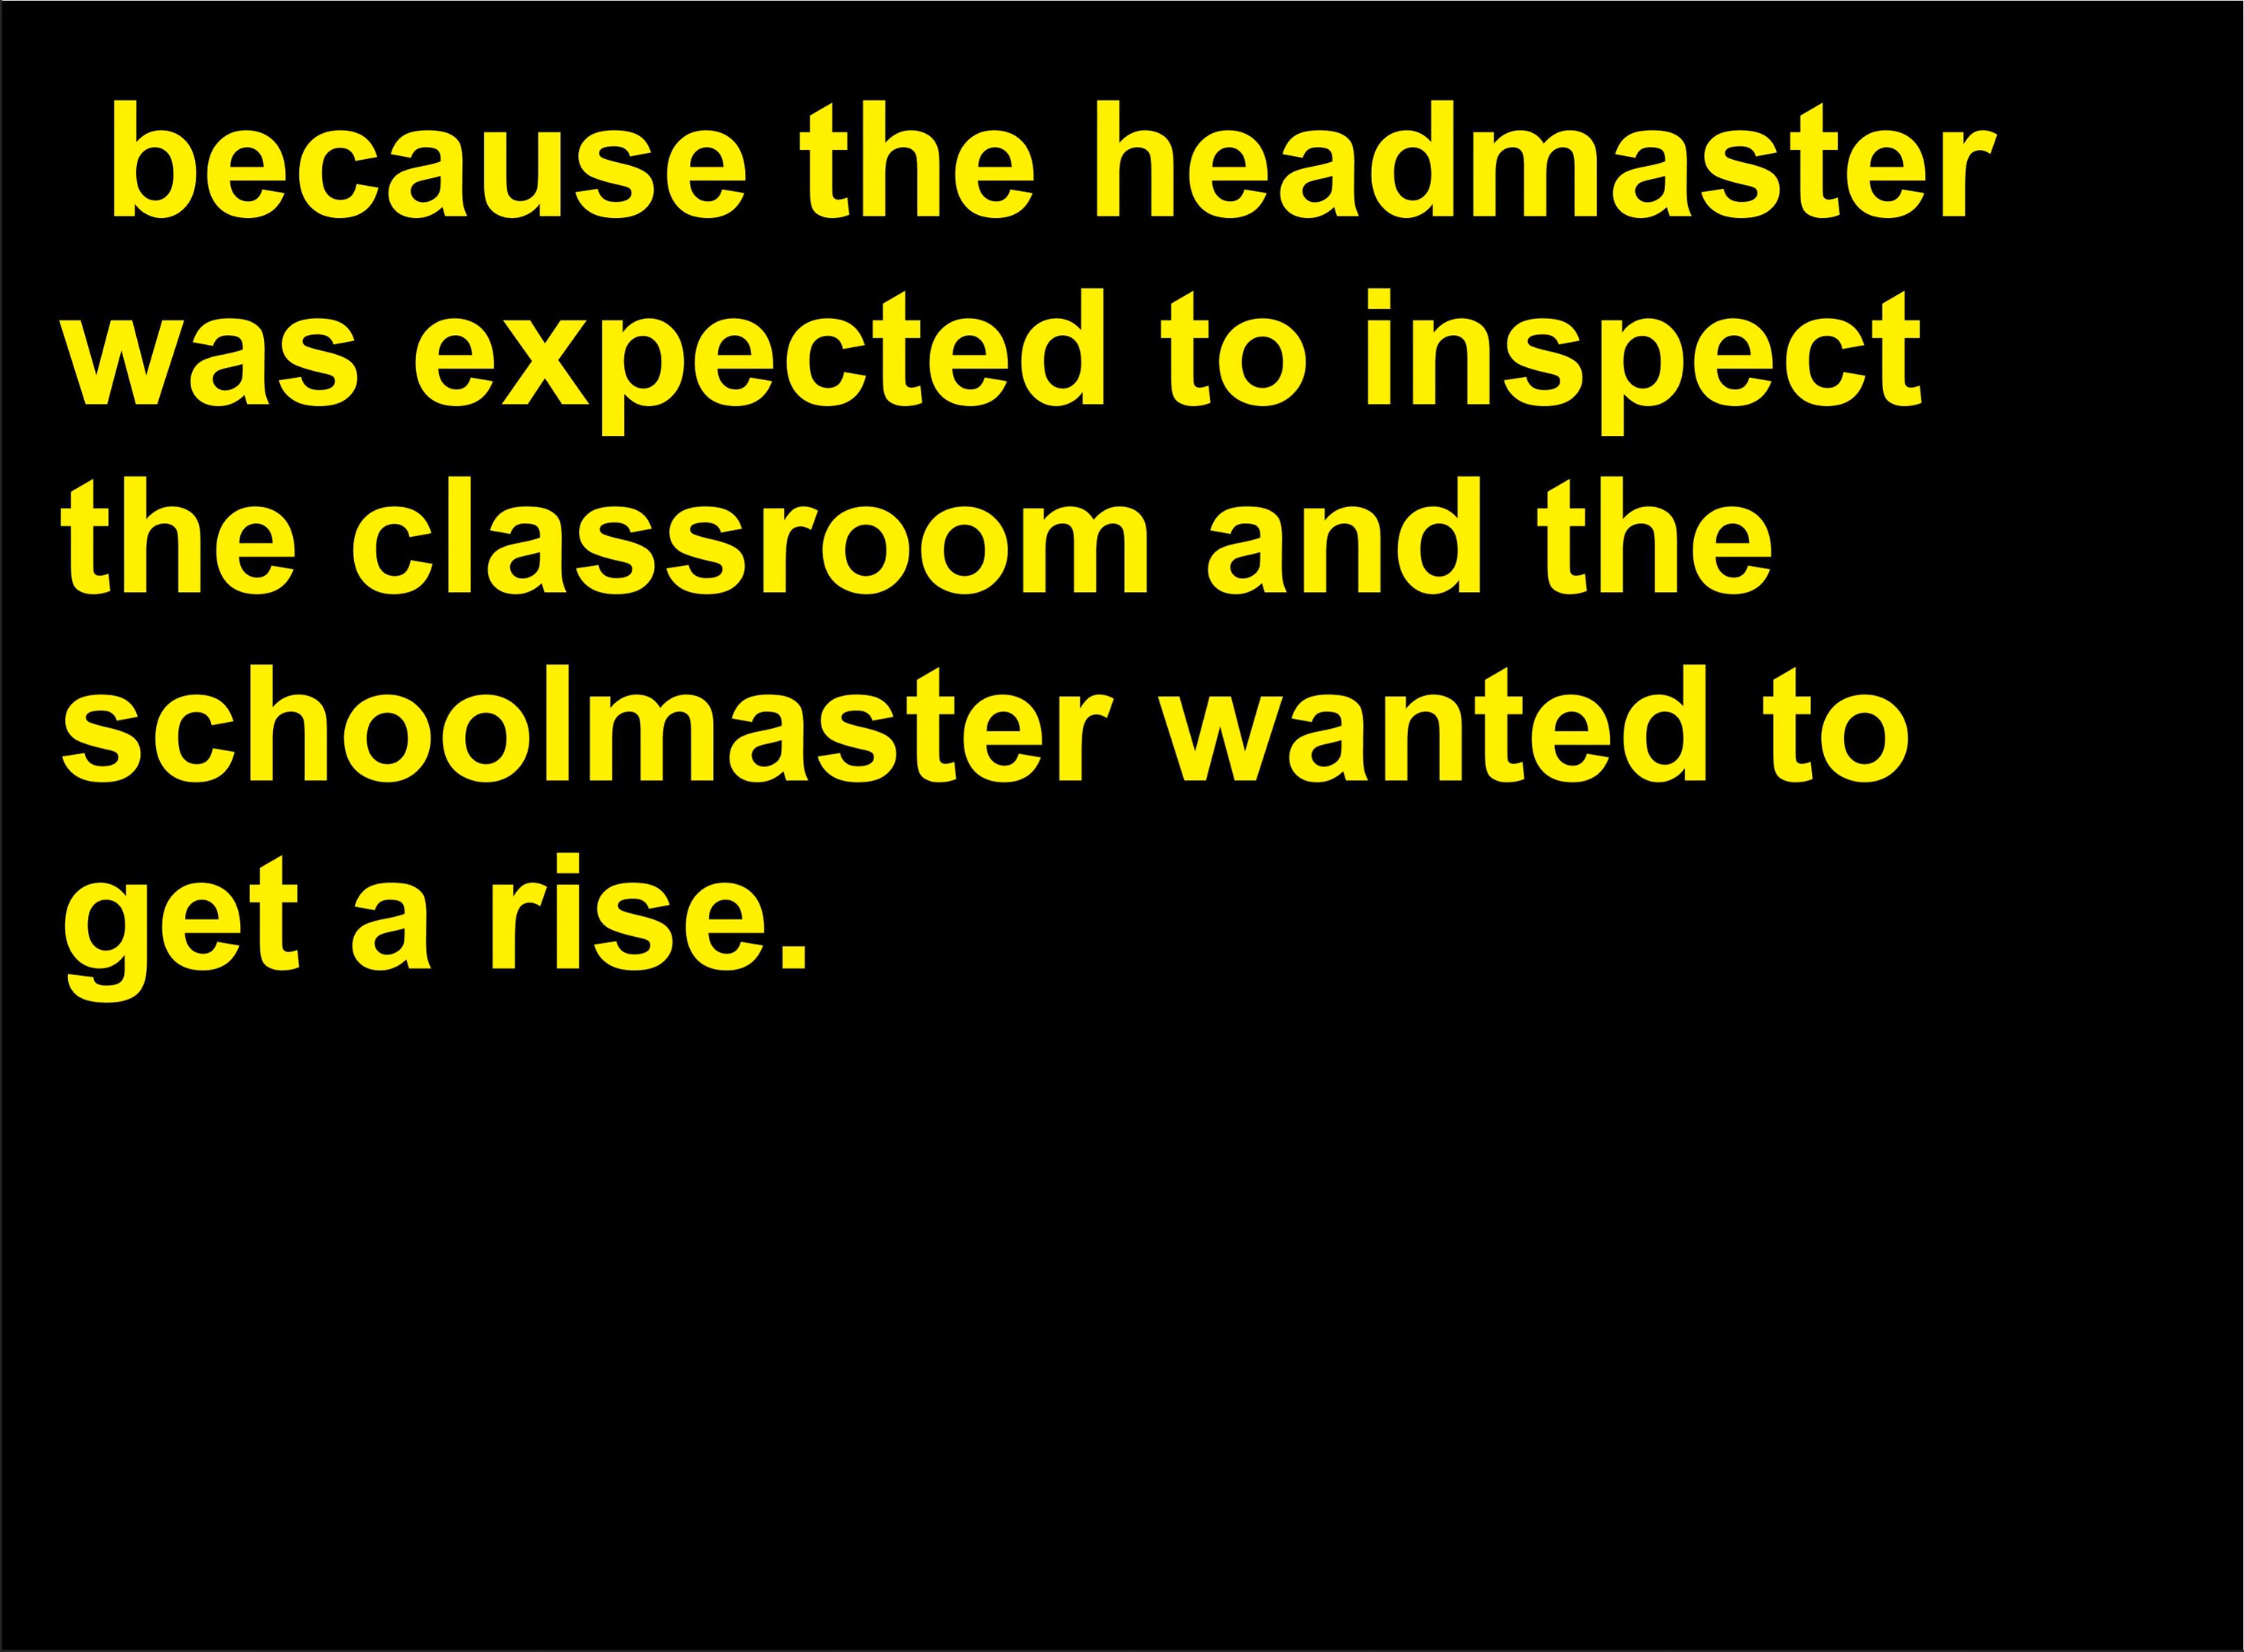 because the headmaster
was expected to inspect
the classroom and the
schoolmaster wanted to
get a rise.